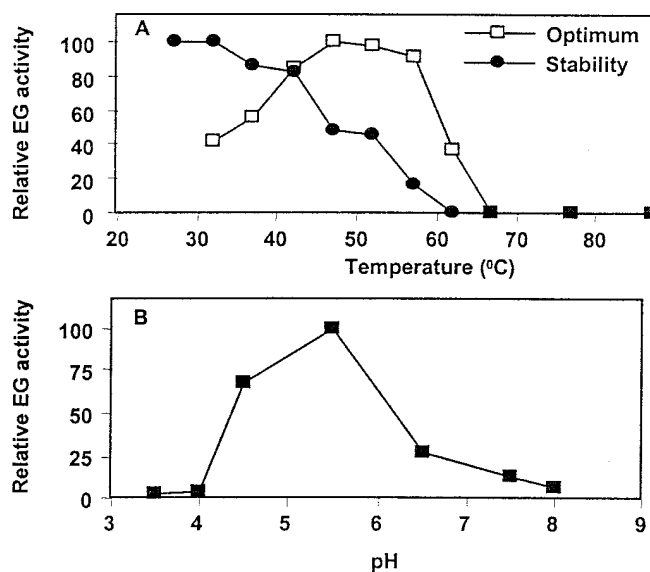 A
Optimum
Stability
Relative EG activity
100
80
60
40
20
0
20 30 40 50 60 70 80
Temperature (⁰C)
B
Relative EG activity
100
75
50
25
0
3 4 5 6 7 8 9
pH